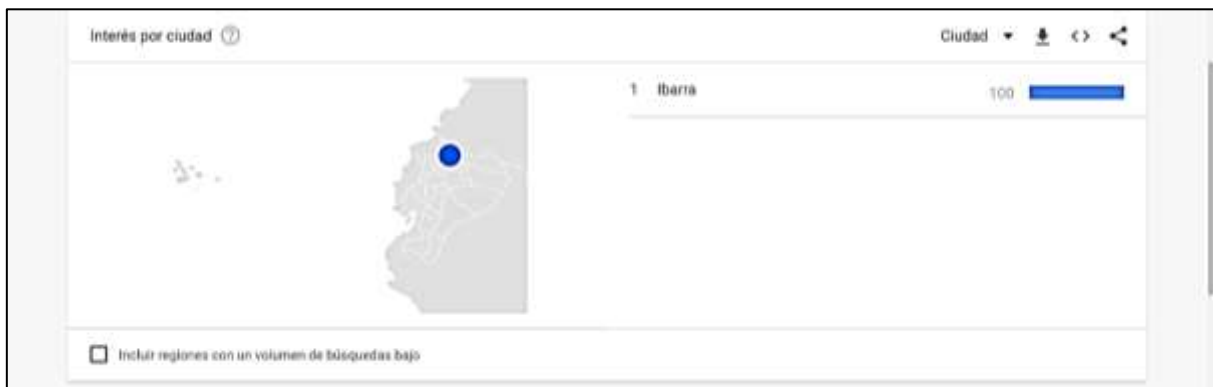 Interés por ciudad
Ciudad
1 Ibarra 100
Incluir regiones con un volumen de búsquedas bajo